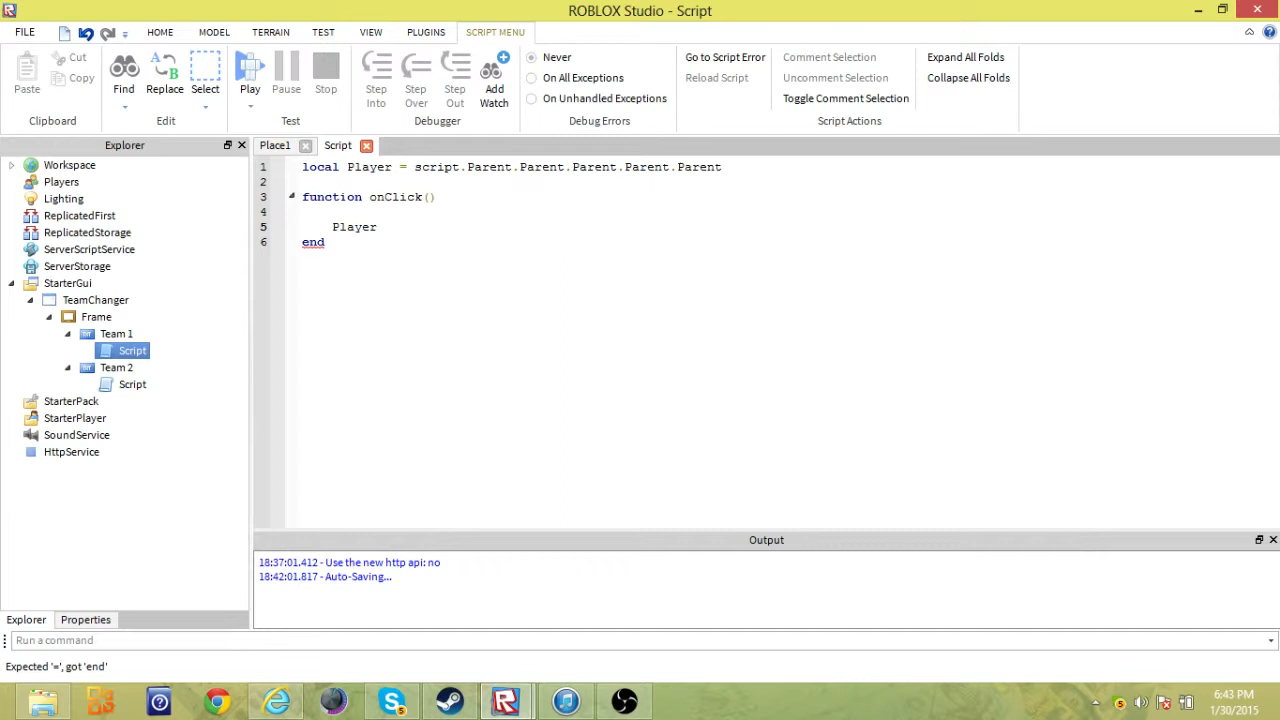 ROBLOX Studio - Script
FILE HOME MODEL TERRAIN TEST VIEW PLUGINS SCRIPT MENU
Paste Cut Copy
Clipboard
Find Replace Select
Edit
Play Pause Stop
Test
Step Into Step Over Step Out Add Watch
Debugger
Never
On All Exceptions
On Unhandled Exceptions
Debug Errors
Go to Script Error
Reload Script
Comment Selection
Uncomment Selection
Toggle Comment Selection
Script Actions
Expand All Folds
Collapse All Folds
Explorer
Workspace
Players
Lighting
ReplicatedFirst
ReplicatedStorage
ServerScriptService
ServerStorage
StarterGui
TeamChanger
Frame
Team 1
Script
Team 2
Script
StarterPack
StarterPlayer
SoundService
HttpService
Explorer Properties
Place1 Script
1 local Player = script.Parent.Parent.Parent.Parent.Parent
2
3 function onClick()
4
5 Player
6 end
Output
18:37:01.412 - Use the new http api: no
18:42:01.817 - Auto-Saving...
Run a command
Expected '=', got 'end'
6:43 PM
1/30/2015